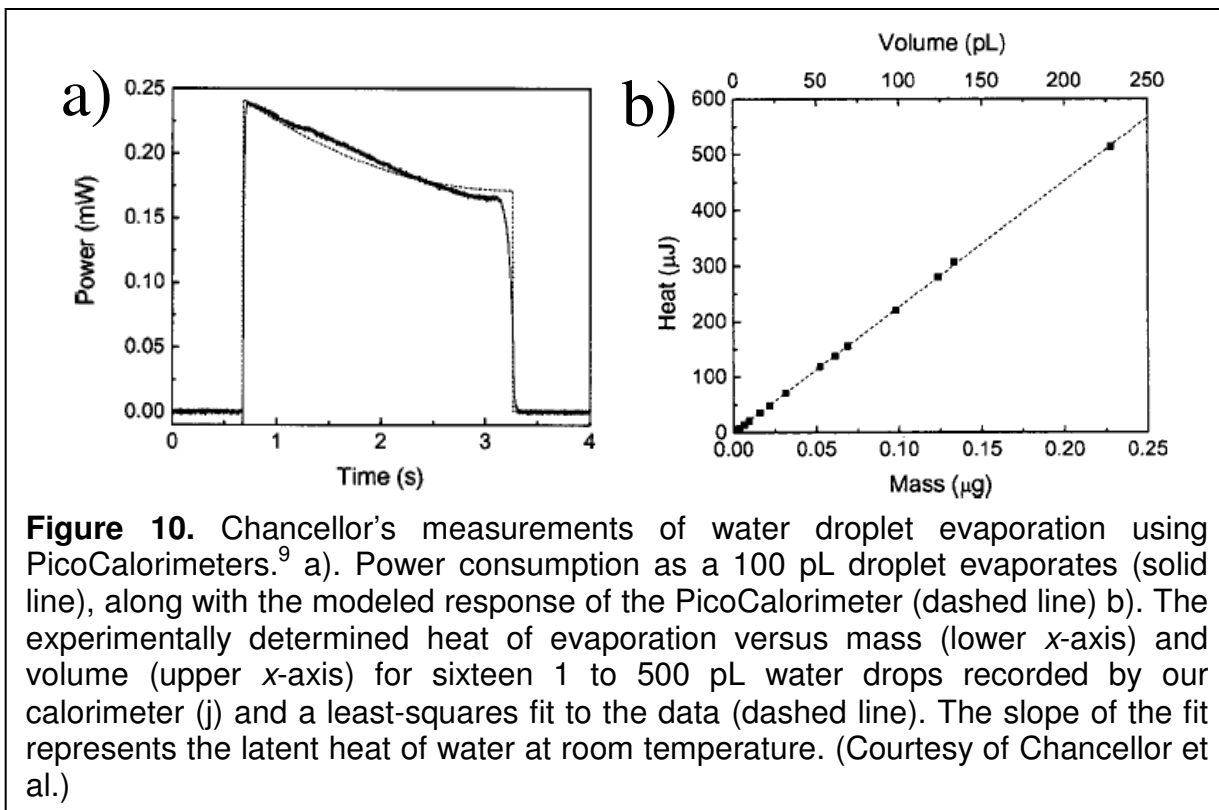 a)
Power (mW)
0.25
0.20
0.15
0.10
0.05
0.00
0 1 2 3 4
Time (s)
b)
Volume (pL)
0 50 100 150 200 250
Heat (μJ)
600
500
400
300
200
100
0
0.00 0.05 0.10 0.15 0.20 0.25
Mass (μg)
Figure 10. Chancellor's measurements of water droplet evaporation using
PicoCalorimeters.9 a). Power consumption as a 100 pL droplet evaporates (solid
line), along with the modeled response of the PicoCalorimeter (dashed line) b). The
experimentally determined heat of evaporation versus mass (lower x-axis) and
volume (upper x-axis) for sixteen 1 to 500 pL water drops recorded by our
calorimeter (j) and a least-squares fit to the data (dashed line). The slope of the fit
represents the latent heat of water at room temperature. (Courtesy of Chancellor et
al.)